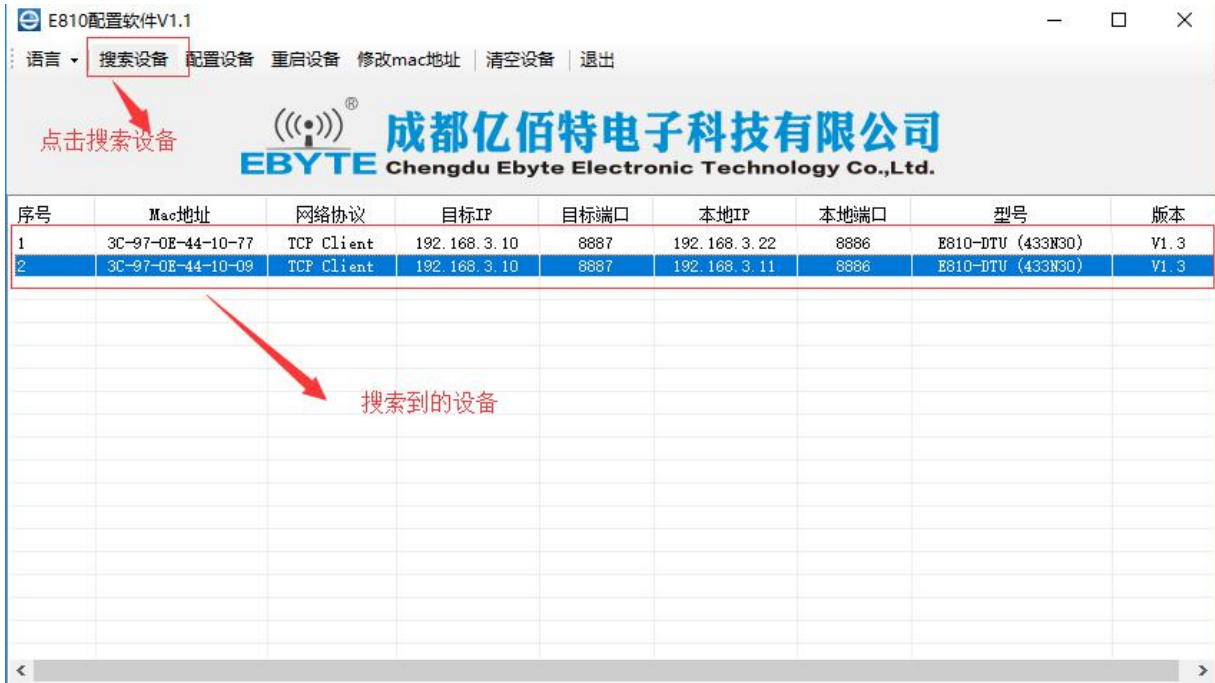 E810配置软件V1.1
语言 搜索设备 配置设备 重启设备 修改mac地址 清空设备 退出
点击搜索设备
®
EBYTE
成都亿佰特电子科技有限公司
Chengdu Ebyte Electronic Technology Co.,Ltd.
序号 Mac地址 网络协议 目标IP 目标端口 本地IP 本地端口 型号 版本
1 3C-97-0E-44-10-77 TCP Client 192.168.3.10 8887 192.168.3.22 8886 E810-DTU (433N30) V1.3
2 3C-97-0E-44-10-09 TCP Client 192.168.3.10 8887 192.168.3.11 8886 E810-DTU (433N30) V1.3
搜索到的设备